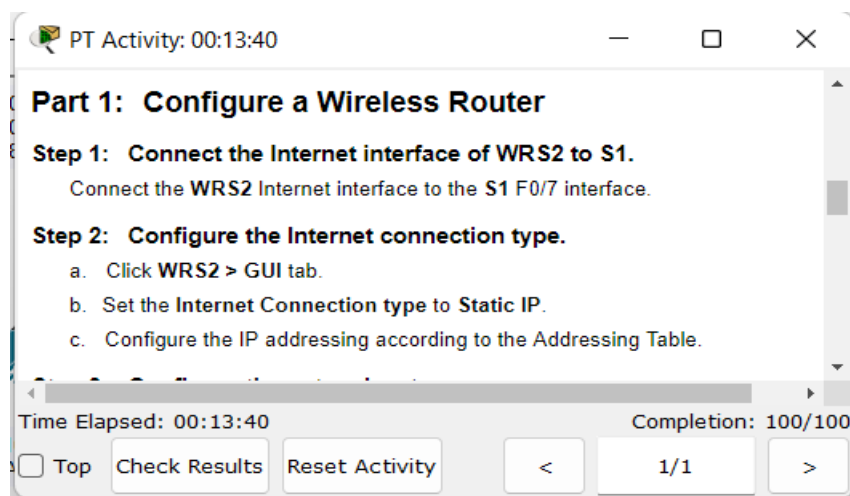 PT Activity: 00:13:40
Part 1: Configure a Wireless Router
Step 1: Connect the Internet interface of WRS2 to S1.
Connect the WRS2 Internet interface to the S1 F0/7 interface.
Step 2: Configure the Internet connection type.
a. Click WRS2 > GUI tab.
b. Set the Internet Connection type to Static IP.
c. Configure the IP addressing according to the Addressing Table.
Time Elapsed: 00:13:40 Completion: 100/100
Top Check Results Reset Activity < 1/1 >